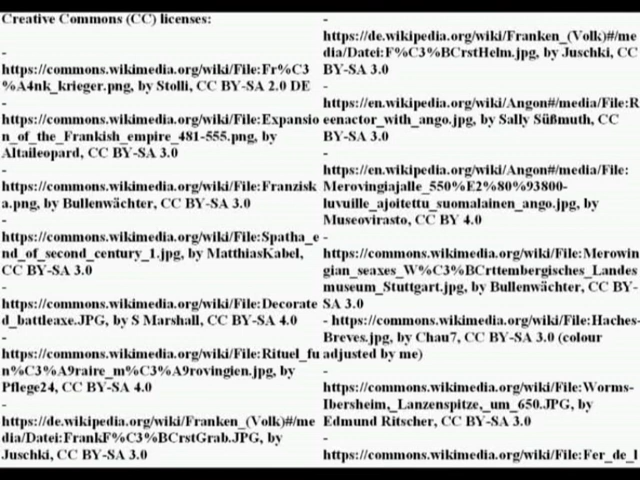 Creative Commons (CC) licenses:
-
https://commons.wikimedia.org/wiki/File:Fr%C3
%A4nk_krieger.png, by Stolli, CC BY-SA 2.0 DE
-
https://commons.wikimedia.org/wiki/File:Expansio
n_of_the_Frankish_empire_481-555.png, by
Altaileopard, CC BY-SA 3.0
-
https://commons.wikimedia.org/wiki/File:Franzisk
a.png, by Bullenwächter, CC BY-SA 3.0
-
https://commons.wikimedia.org/wiki/File:Spatha_e
nd_of_second_century_1.jpg, by MatthiasKabel,
CC BY-SA 3.0
-
https://commons.wikimedia.org/wiki/File:Decorate
d_battleaxe.JPG, by S Marshall, CC BY-SA 4.0
-
https://commons.wikimedia.org/wiki/File:Rituel_fu
n%C3%A9raire_m%C3%A9rovingien.jpg, by
Pflege24, CC BY-SA 4.0
-
https://de.wikipedia.org/wiki/Franken_(Volk)#/me
dia/Datei:FrankF%C3%BCrstGrab.JPG, by
Juschki, CC BY-SA 3.0
-
https://de.wikipedia.org/wiki/Franken_(Volk)#/me
dia/Datei:F%C3%BCrstHelm.jpg, by Juschki, CC
BY-SA 3.0
-
https://en.wikipedia.org/wiki/Angon#/media/File:R
eenactor_with_ango.jpg, by Sally Süßmuth, CC
BY-SA 3.0
-
https://en.wikipedia.org/wiki/Angon#/media/File:
Merovingiajalle_550%E2%80%93800-
luvuille_ajoitettu_suomalainen_ango.jpg, by
Museovirasto, CC BY 4.0
-
https://commons.wikimedia.org/wiki/File:Merowin
gian_seaxes_W%C3%BCrttembergisches_Landes
museum_Stuttgart.jpg, by Bullenwächter, CC BY-
SA 3.0
- https://commons.wikimedia.org/wiki/File:Haches-
Breves.jpg, by Chau7, CC BY-SA 3.0 (colour
adjusted by me)
-
https://commons.wikimedia.org/wiki/File:Worms-
Ibersheim,_Lanzenspitze,_um_650.JPG, by
Edmund Ritscher, CC BY-SA 3.0
-
https://commons.wikimedia.org/wiki/File:Fer_de_l